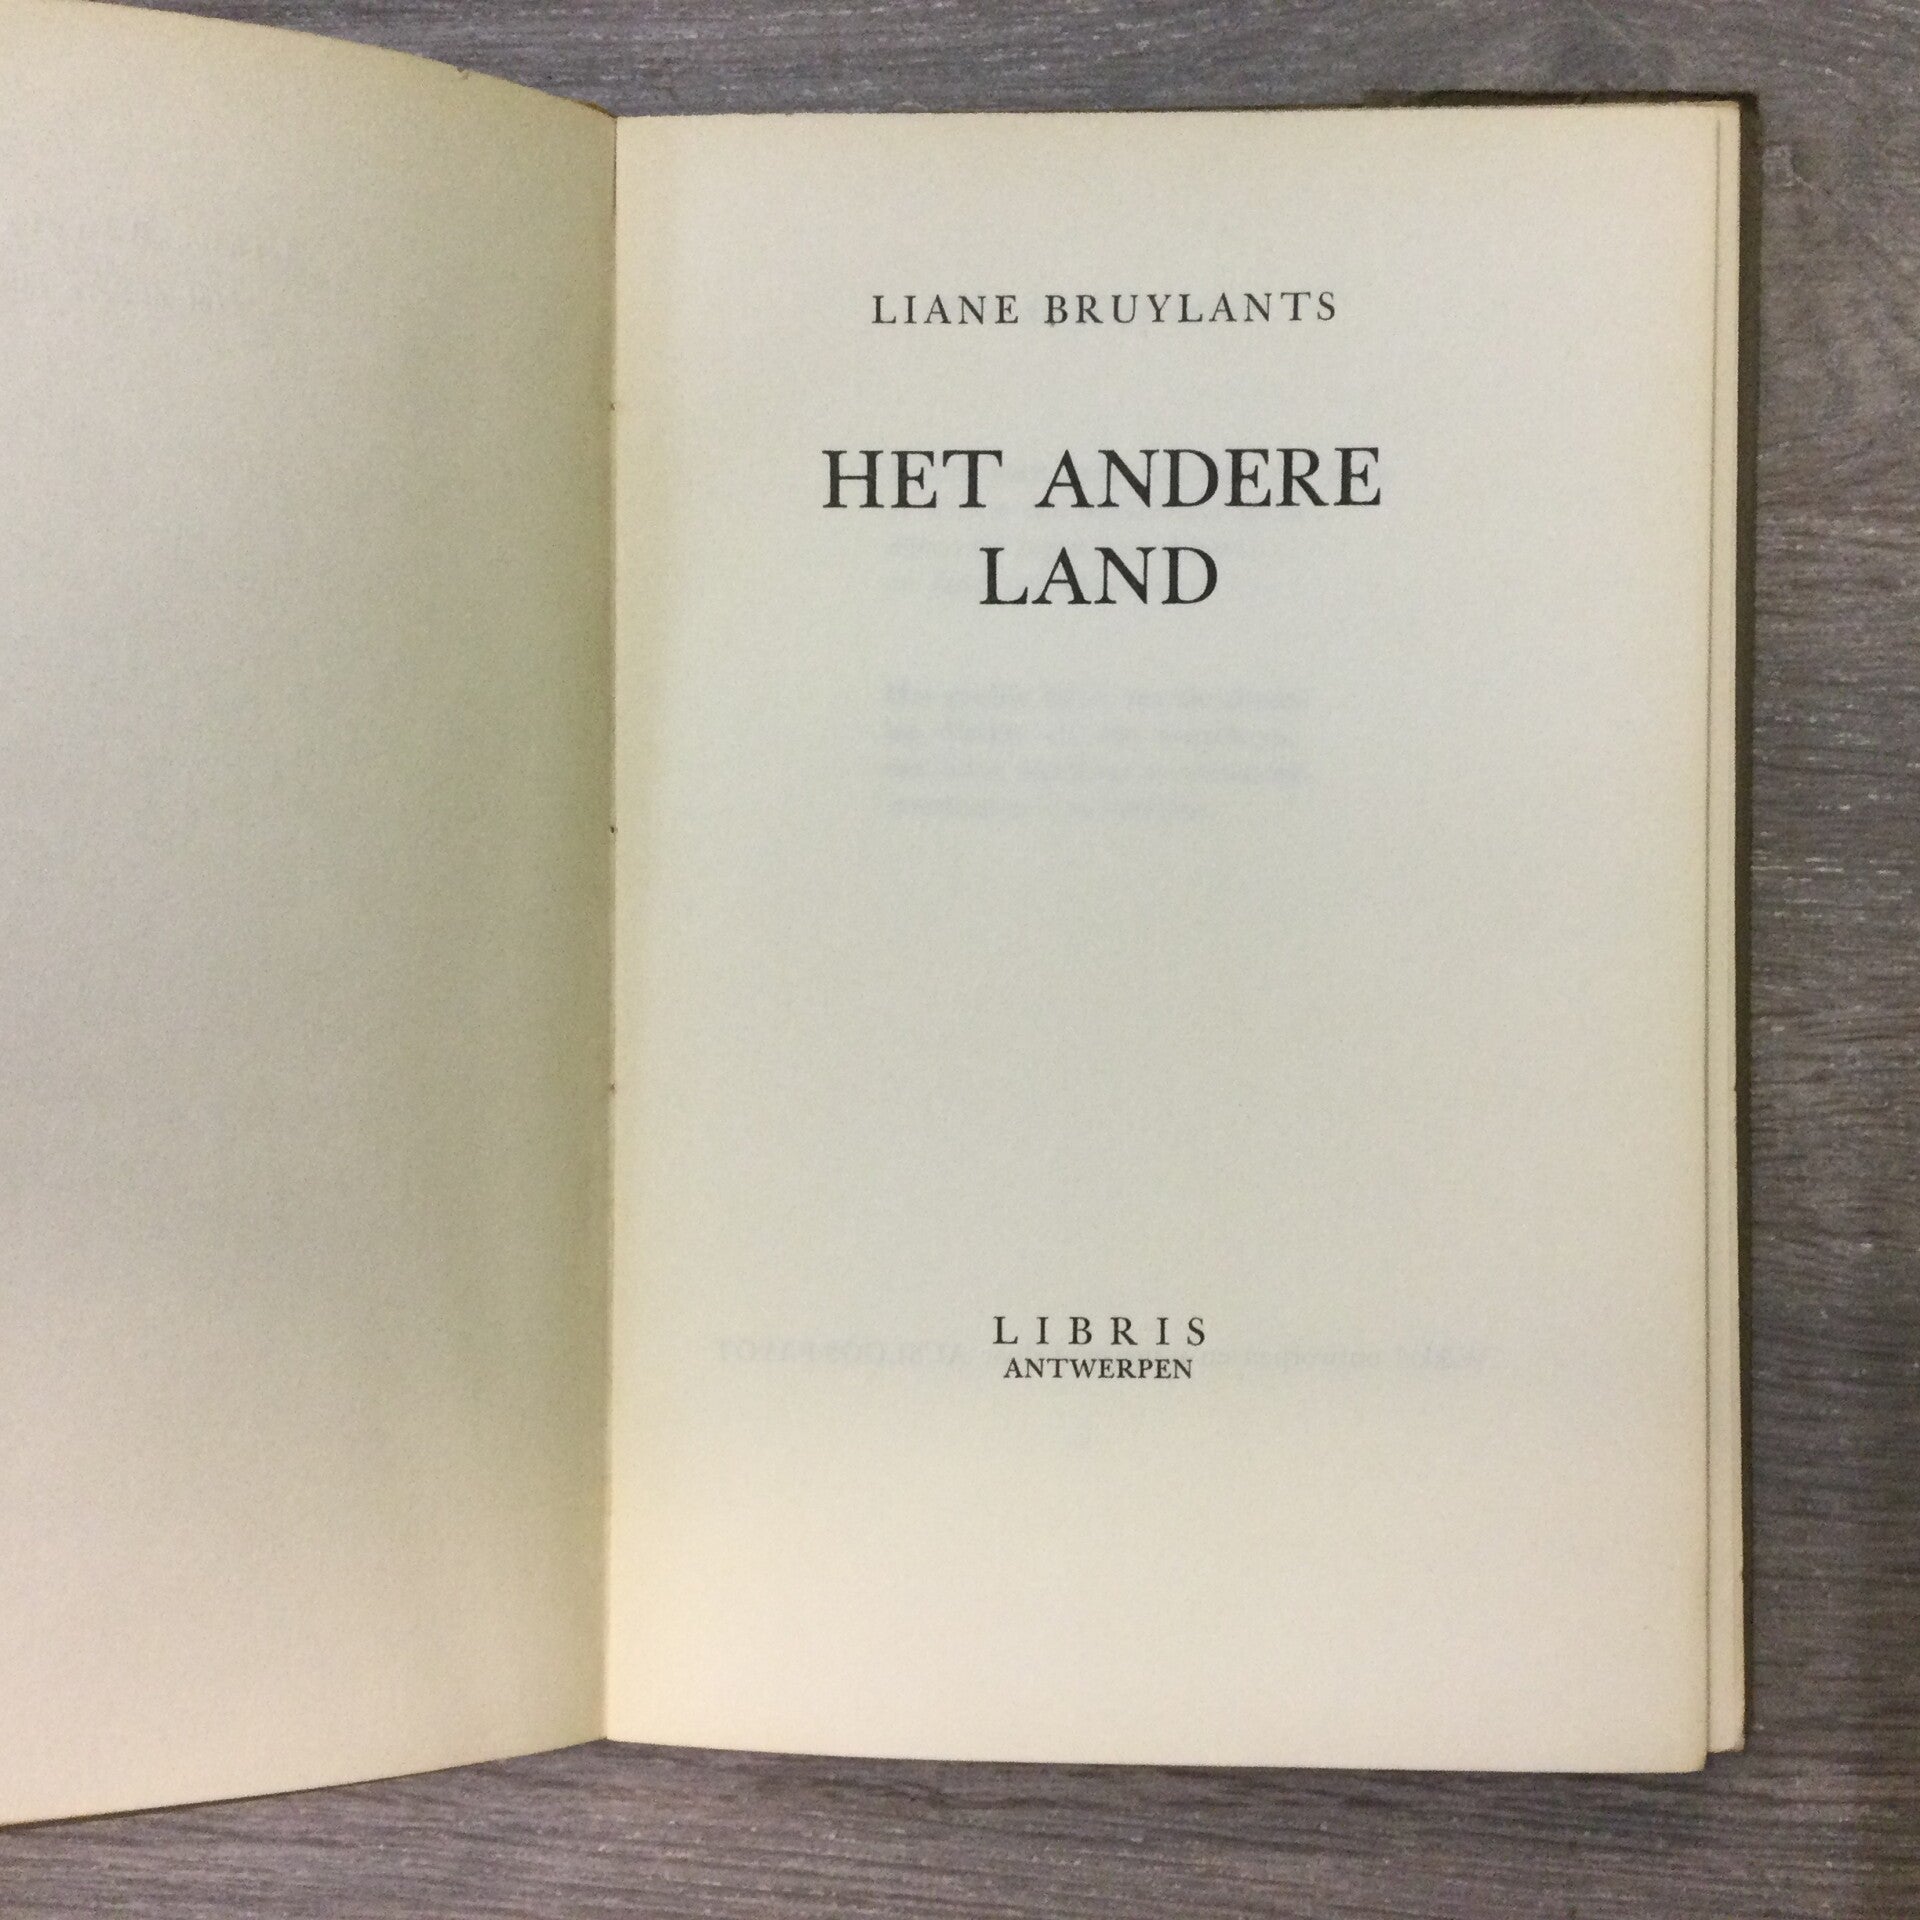 LIANE BRUYLANTS
HET ANDERE
LAND
LIBRIS
ANTWERPEN